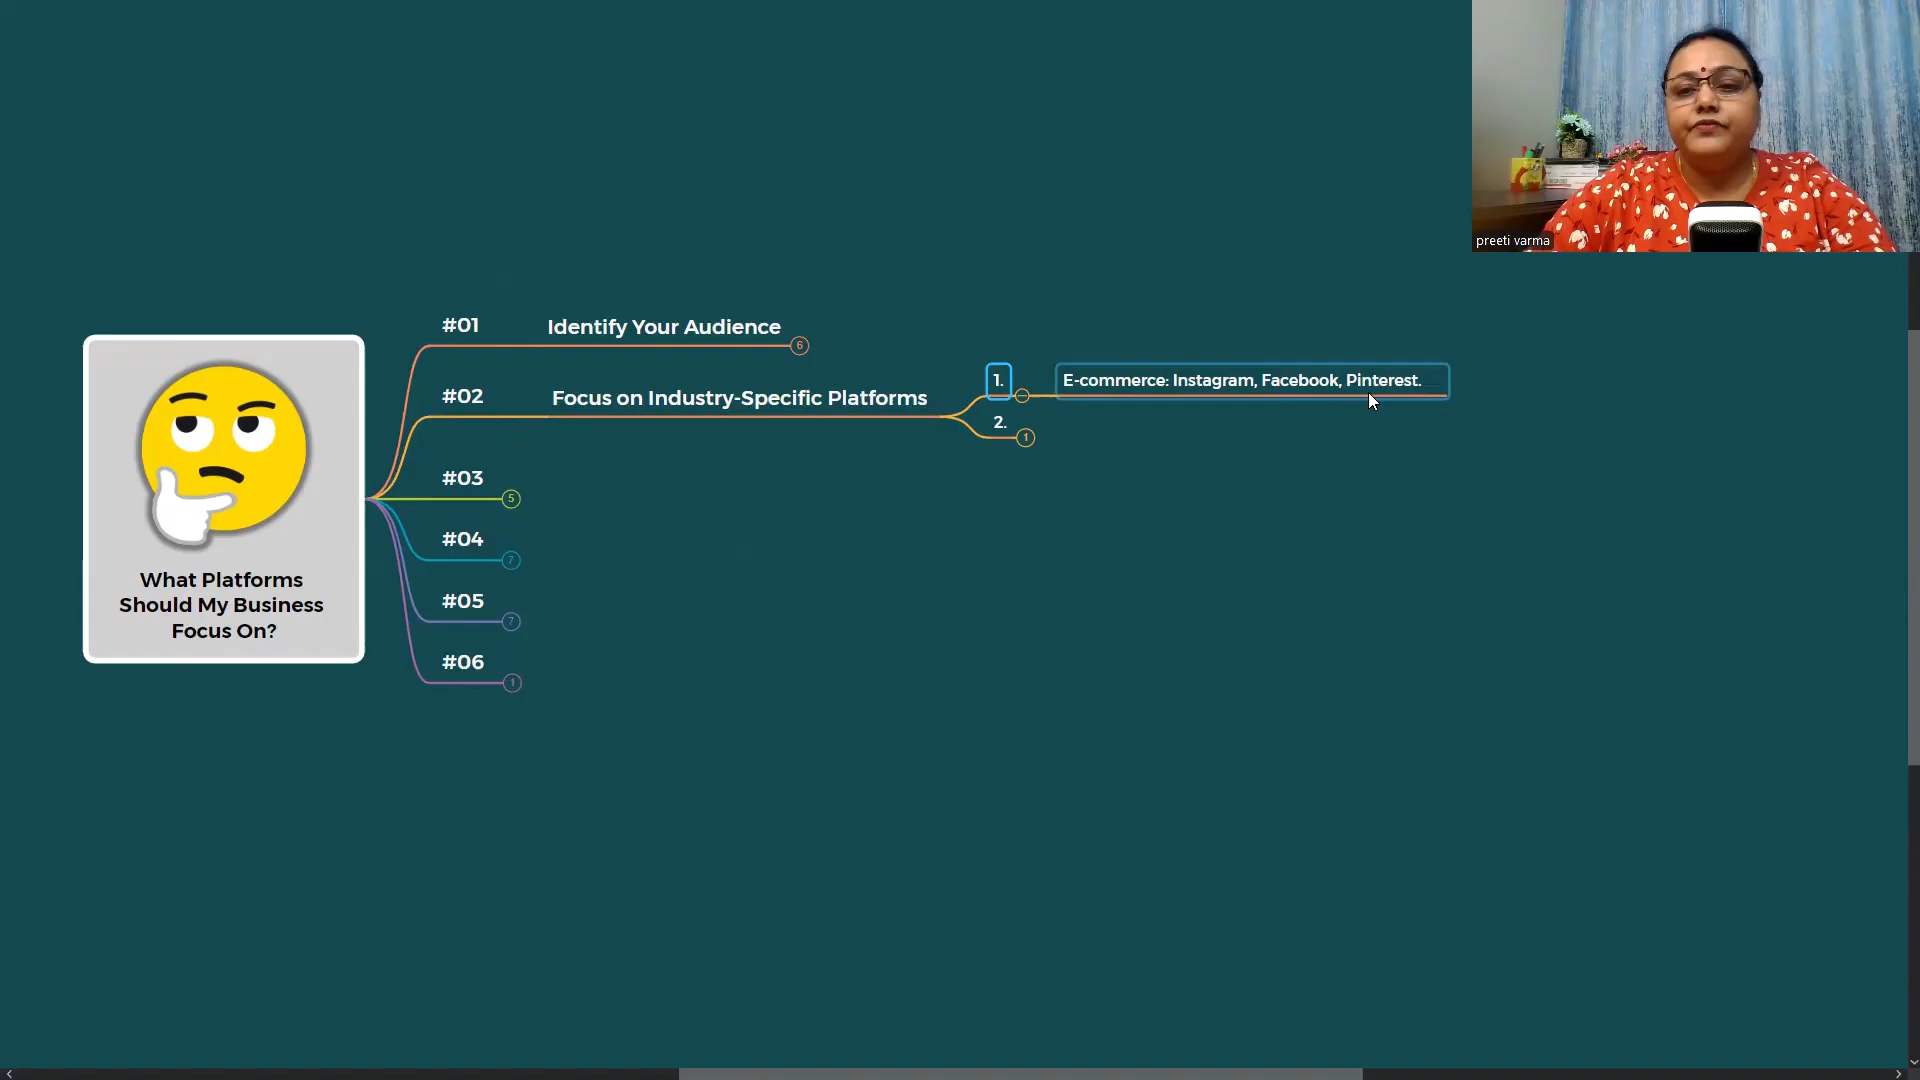 preeti varma
#01 Identify Your Audience 6
#02 Focus on Industry-Specific Platforms
1. E-commerce: Instagram, Facebook, Pinterest.
2. 1
#03 5
#04 7
#05 7
#06 1
What Platforms
Should My Business
Focus On?